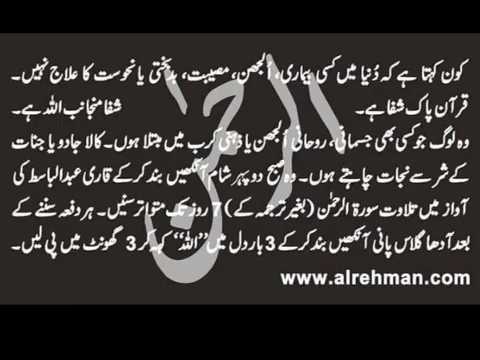 کون کہتا ہے کہ دُنیا میں کسی بیماری، اُلجھن، مصیبت، بدبختی یا نحوست کا علاج نہیں۔
قرآن پاک شفا ہے۔ شفا منجانب اللہ ہے۔
وہ لوگ جو کسی بھی جسمانی، روحانی اُلجھن یا ذہنی کرب میں مبتلا ہوں۔ کالا جادو یا جنات
کے شر سے نجات چاہتے ہوں۔ وہ صبح دوپہر شام آنکھیں بند کر کے قاری عبدالباسط کی
آواز میں تلاوت سورۃ الرحمٰن (بغیر ترجمہ کے) 7 روز تک متواتر سنیں۔ ہر دفعہ سننے کے
بعد آدھا گلاس پانی آنکھیں بند کر کے 3 بار دل میں ”اللہ“ کہہ کر 3 گھونٹ میں پی لیں۔
www.alrehman.com
الرحمٰن